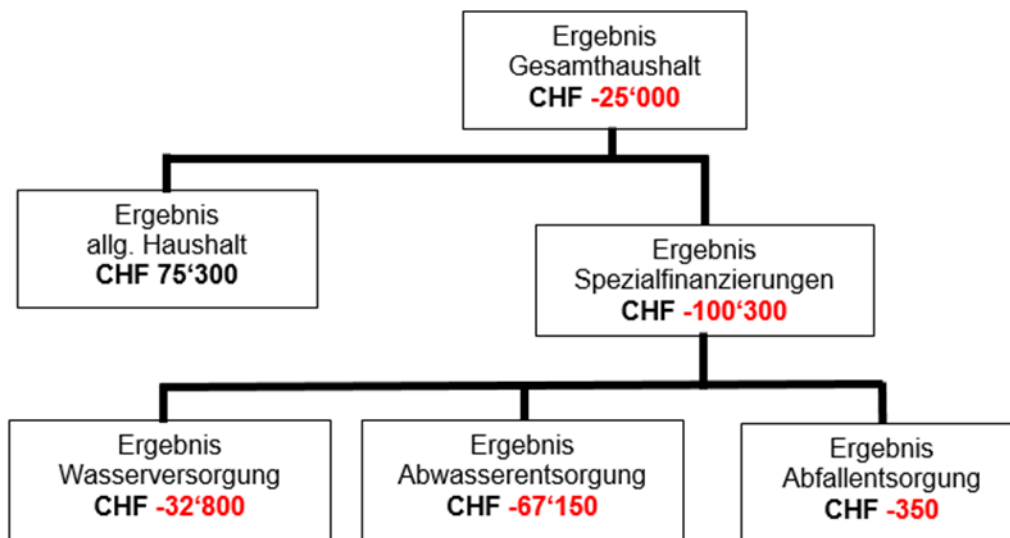 Ergebnis
Gesamthaushalt
CHF -25‘000
Ergebnis
allg. Haushalt
CHF 75‘300
Ergebnis
Spezialfinanzierungen
CHF -100‘300
Ergebnis
Wasserversorgung
CHF -32‘800
Ergebnis
Abwasserentsorgung
CHF -67‘150
Ergebnis
Abfallentsorgung
CHF -350